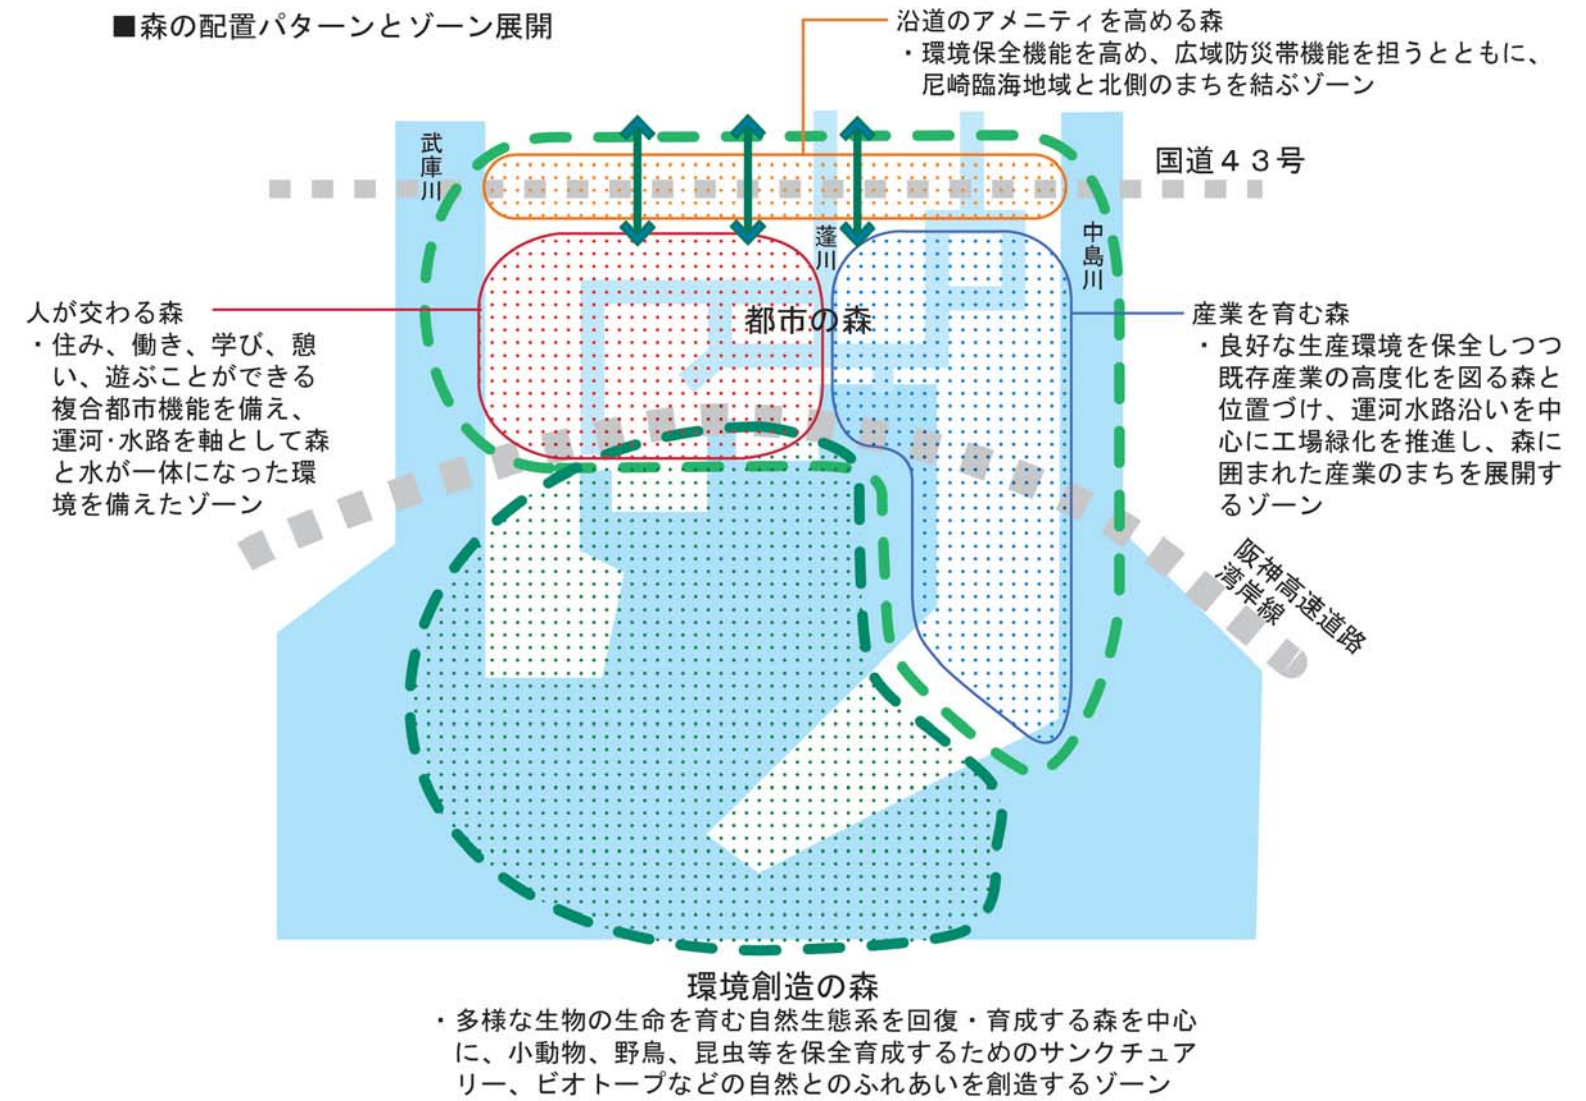 ■森の配置パターンとゾーン展開
沿道のアメニティを高める森
・環境保全機能を高め、広域防災帯機能を担うとともに、
尼崎臨海地域と北側のまちを結ぶゾーン
武庫川
国道４３号
蓬川
中島川
人が交わる森
・住み、働き、学び、憩
い、遊ぶことができる
複合都市機能を備え、
運河・水路を軸として森
と水が一体になった環
境を備えたゾーン
都市の森
産業を育む森
・良好な生産環境を保全しつつ
既存産業の高度化を図る森と
位置づけ、運河水路沿いを中
心に工場緑化を推進し、森に
囲まれた産業のまちを展開す
るゾーン
阪神高速道路
湾岸線
環境創造の森
・多様な生物の生命を育む自然生態系を回復・育成する森を中心
に、小動物、野鳥、昆虫等を保全育成するためのサンクチュア
リー、ビオトープなどの自然とのふれあいを創造するゾーン